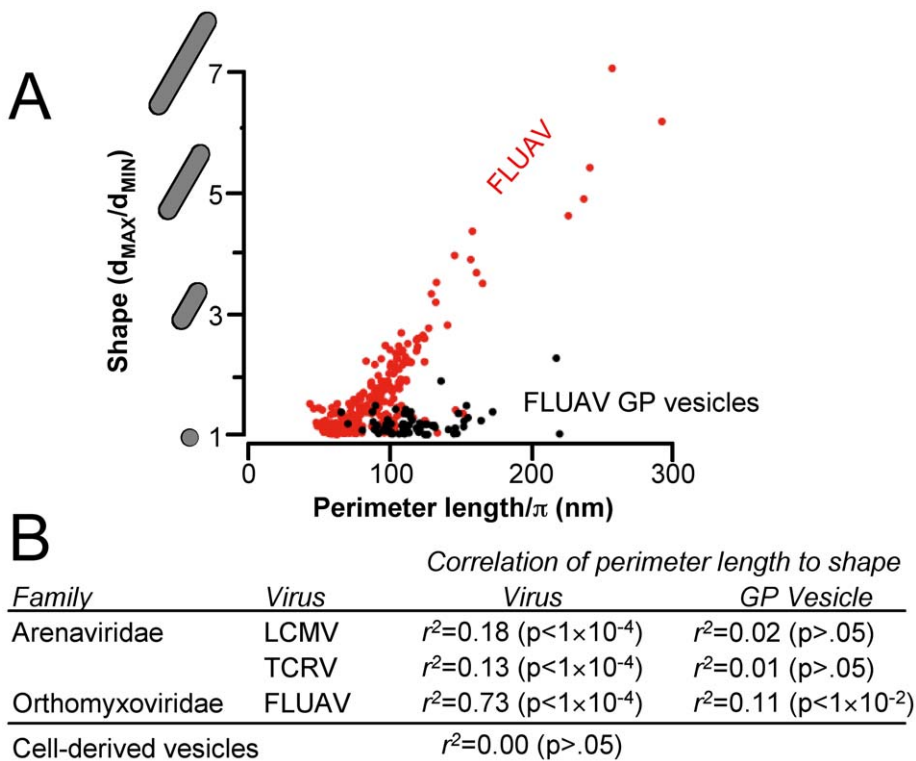 A
Shape (dMAX/dMIN)
7
5
3
1
FLUAV
FLUAV GP vesicles
0 100 200 300
Perimeter length/π (nm)
B
Correlation of perimeter length to shape
Family Virus Virus GP Vesicle
Arenaviridae LCMV r²=0.18 (p<1×10⁻⁴) r²=0.02 (p>.05)
TCRV r²=0.13 (p<1×10⁻⁴) r²=0.01 (p>.05)
Orthomyxoviridae FLUAV r²=0.73 (p<1×10⁻⁴) r²=0.11 (p<1×10⁻²)
Cell-derived vesicles r²=0.00 (p>.05)